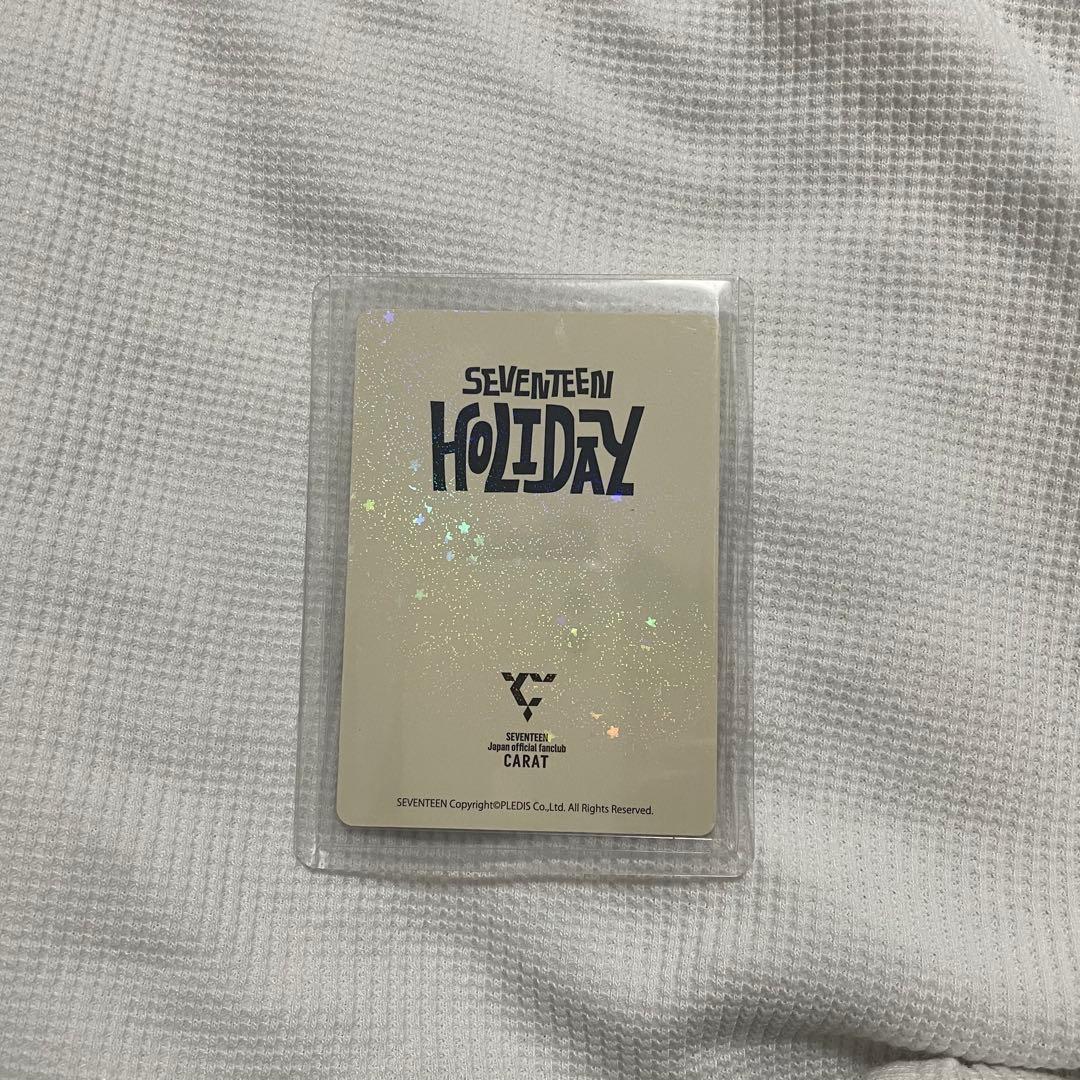 SEVENTEEN
HOLIDAY
SEVENTEEN
Japan official fanclub
CARAT
SEVENTEEN Copyright©PLEDIS Co.,Ltd. All Rights Reserved.